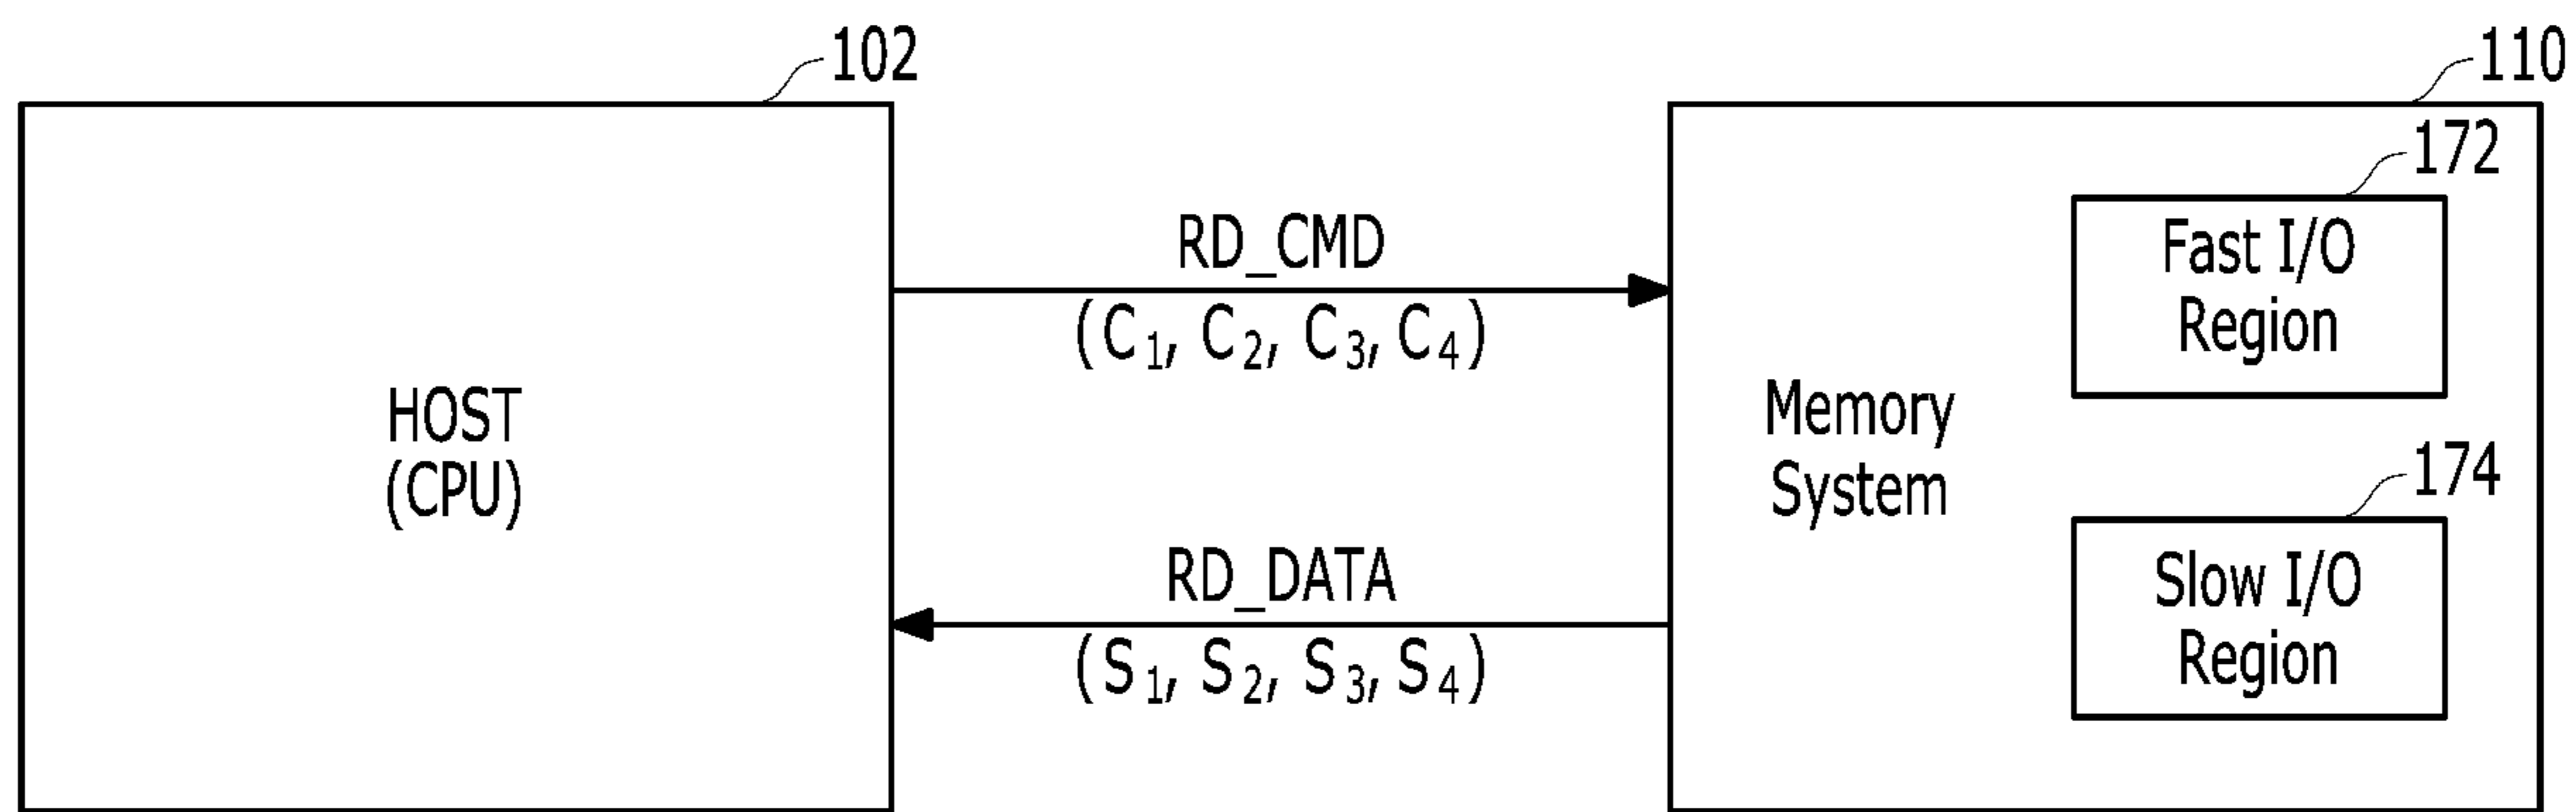 102
110
172
Fast I/O
Region
RD_CMD
(C₁, C₂, C₃, C₄)
HOST
(CPU)
Memory
System
174
Slow I/O
Region
RD_DATA
(S₁, S₂, S₃, S₄)